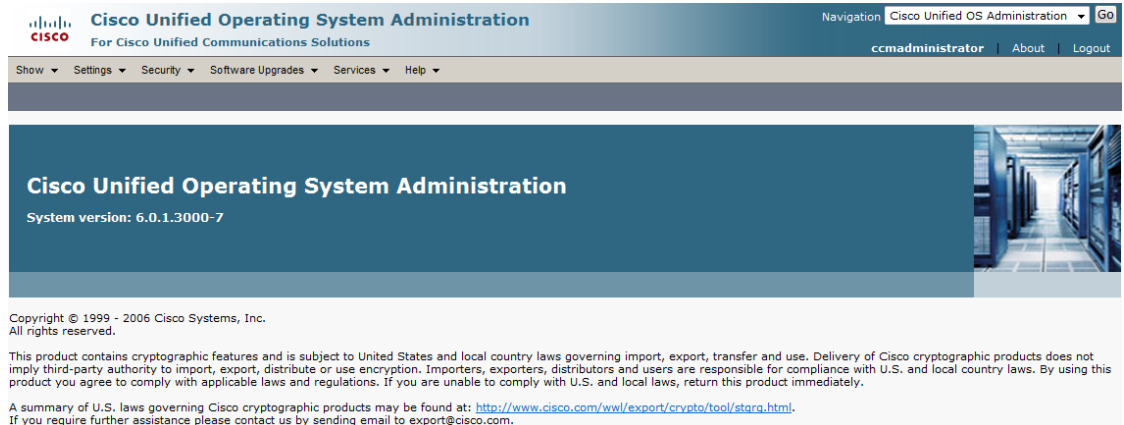 Cisco Unified Operating System Administration
For Cisco Unified Communications Solutions
CISCO
Navigation Cisco Unified OS Administration Go
ccmadministrator | About | Logout
Show Settings Security Software Upgrades Services Help
Cisco Unified Operating System Administration
System version: 6.0.1.3000-7
Copyright © 1999 - 2006 Cisco Systems, Inc.
All rights reserved.
This product contains cryptographic features and is subject to United States and local country laws governing import, export, transfer and use. Delivery of Cisco cryptographic products does not
imply third-party authority to import, export, distribute or use encryption. Importers, exporters, distributors and users are responsible for compliance with U.S. and local country laws. By using this
product you agree to comply with applicable laws and regulations. If you are unable to comply with U.S. and local laws, return this product immediately.
A summary of U.S. laws governing Cisco cryptographic products may be found at: http://www.cisco.com/wwl/export/crypto/tool/stqrg.html.
If you require further assistance please contact us by sending email to export@cisco.com.